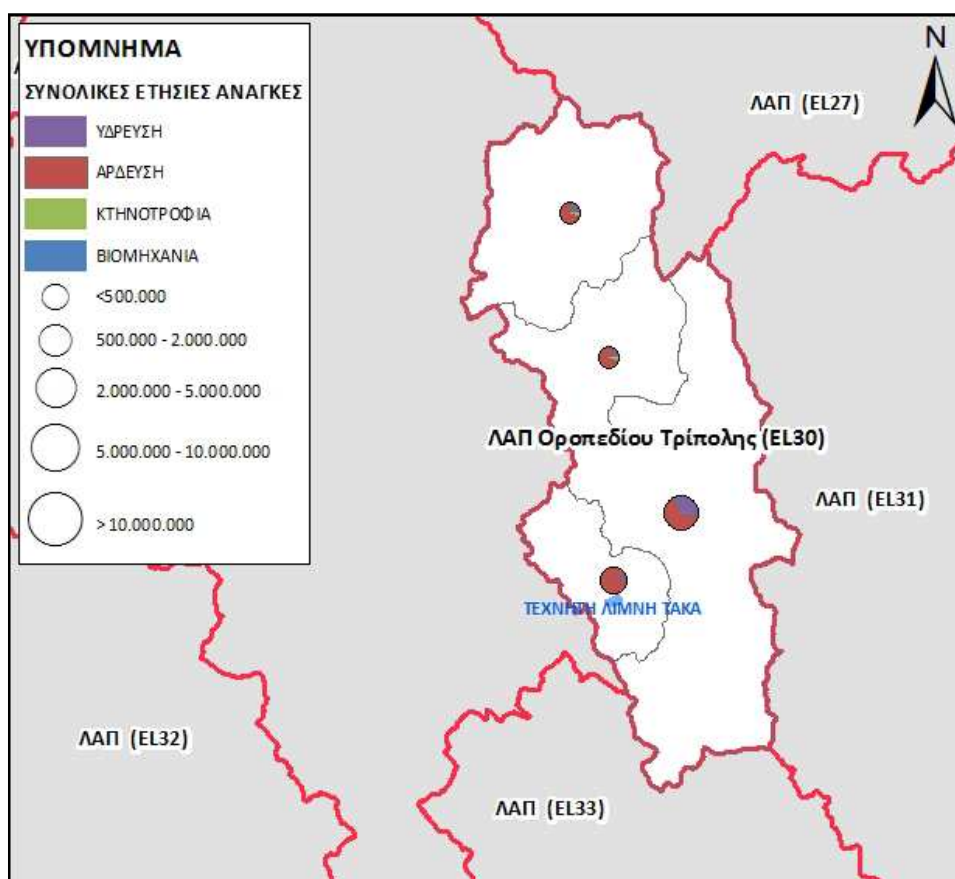 ΥΠΟΜΝΗΜΑ
ΣΥΝΟΛΙΚΕΣ ΕΤΗΣΙΕΣ ΑΝΑΓΚΕΣ
ΥΔΡΕΥΣΗ
ΑΡΔΕΥΣΗ
ΚΤΗΝΟΤΡΟΦΙΑ
ΒΙΟΜΗΧΑΝΙΑ
<500.000
500.000 - 2.000.000
2.000.000 - 5.000.000
5.000.000 - 10.000.000
> 10.000.000
N
ΛΑΠ (EL27)
ΛΑΠ Οροπεδίου Τρίπολης (EL30)
ΛΑΠ (EL31)
ΤΕΧΝΗΤΗ ΛΙΜΝΗ ΤΑΚΑ
ΛΑΠ (EL32)
ΛΑΠ (EL33)